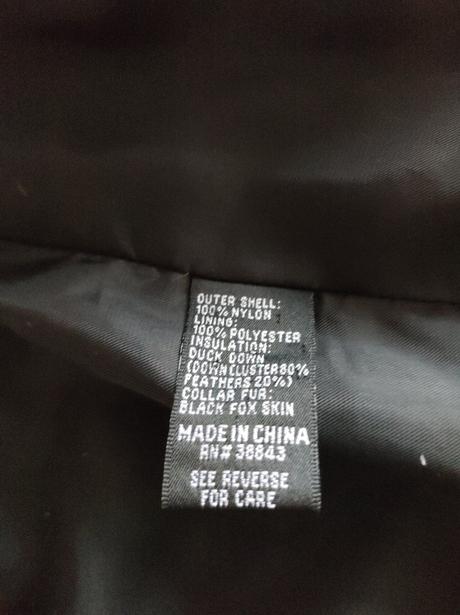 OUTER SHELL:
100% NYLON
LINING:
100% POLYESTER
INSULATION:
DUCK DOWN
(DOWN CLUSTER 80%
FEATHERS 20%)
COLLAR FUR:
BLACK FOX SKIN
MADE IN CHINA
RN# 38843
SEE REVERSE
FOR CARE